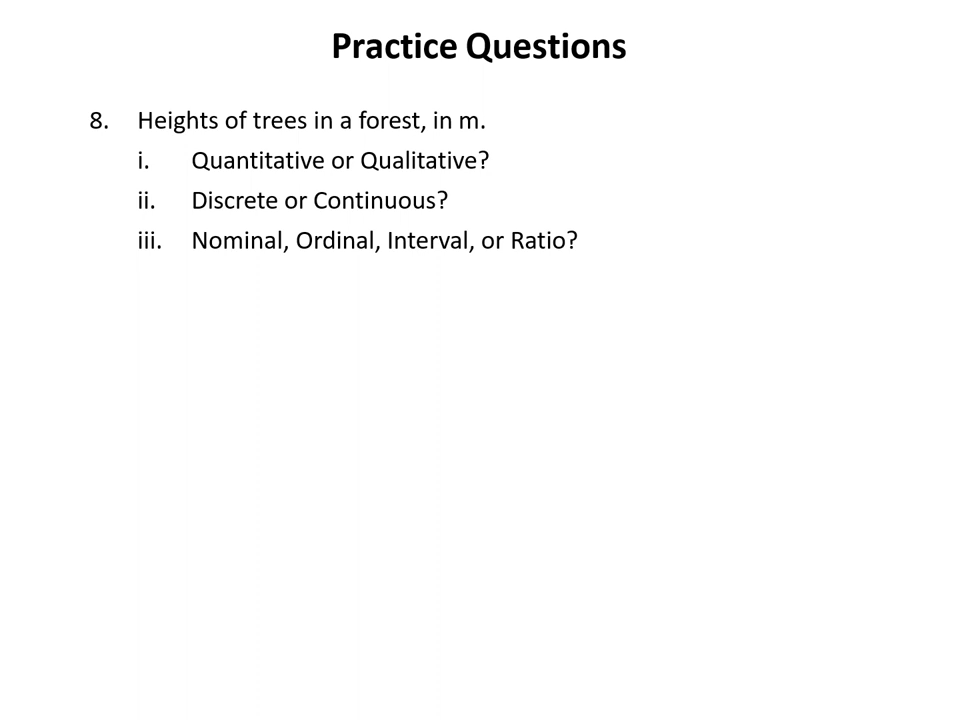 Practice Questions
8. Heights of trees in a forest, in m.
i. Quantitative or Qualitative?
ii. Discrete or Continuous?
iii. Nominal, Ordinal, Interval, or Ratio?